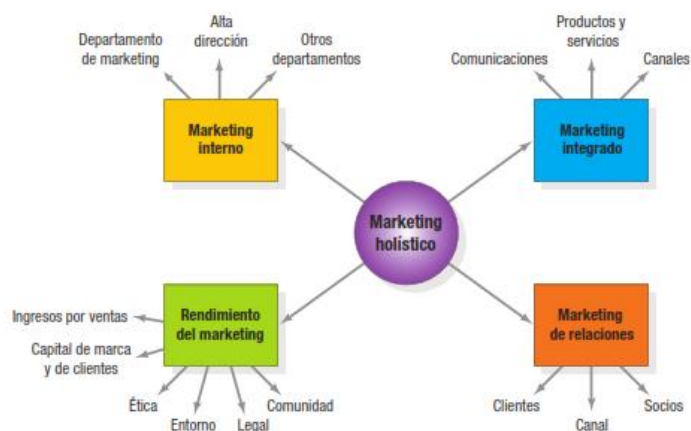 Departamento
de marketing
Alta
dirección
Otros
departamentos
Marketing
interno
Comunicaciones
Productos y
servicios
Canales
Marketing
integrado
Marketing
holístico
Ingresos por ventas
Capital de marca
y de clientes
Rendimiento
del marketing
Ética
Entorno
Legal
Comunidad
Marketing
de relaciones
Clientes
Canal
Socios